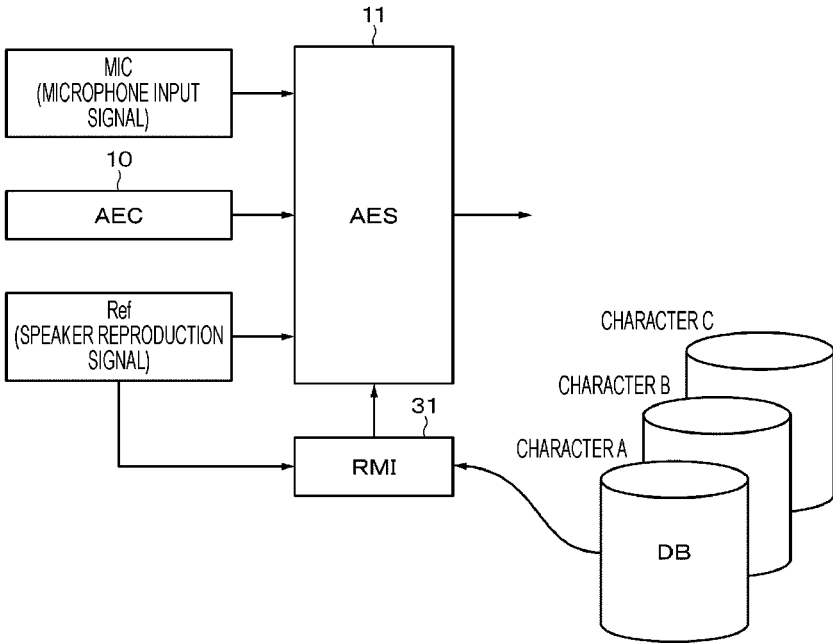 11
MIC
(MICROPHONE INPUT
SIGNAL)
10
AEC
AES
Ref
(SPEAKER REPRODUCTION
SIGNAL)
31
RMI
CHARACTER C
CHARACTER B
CHARACTER A
DB